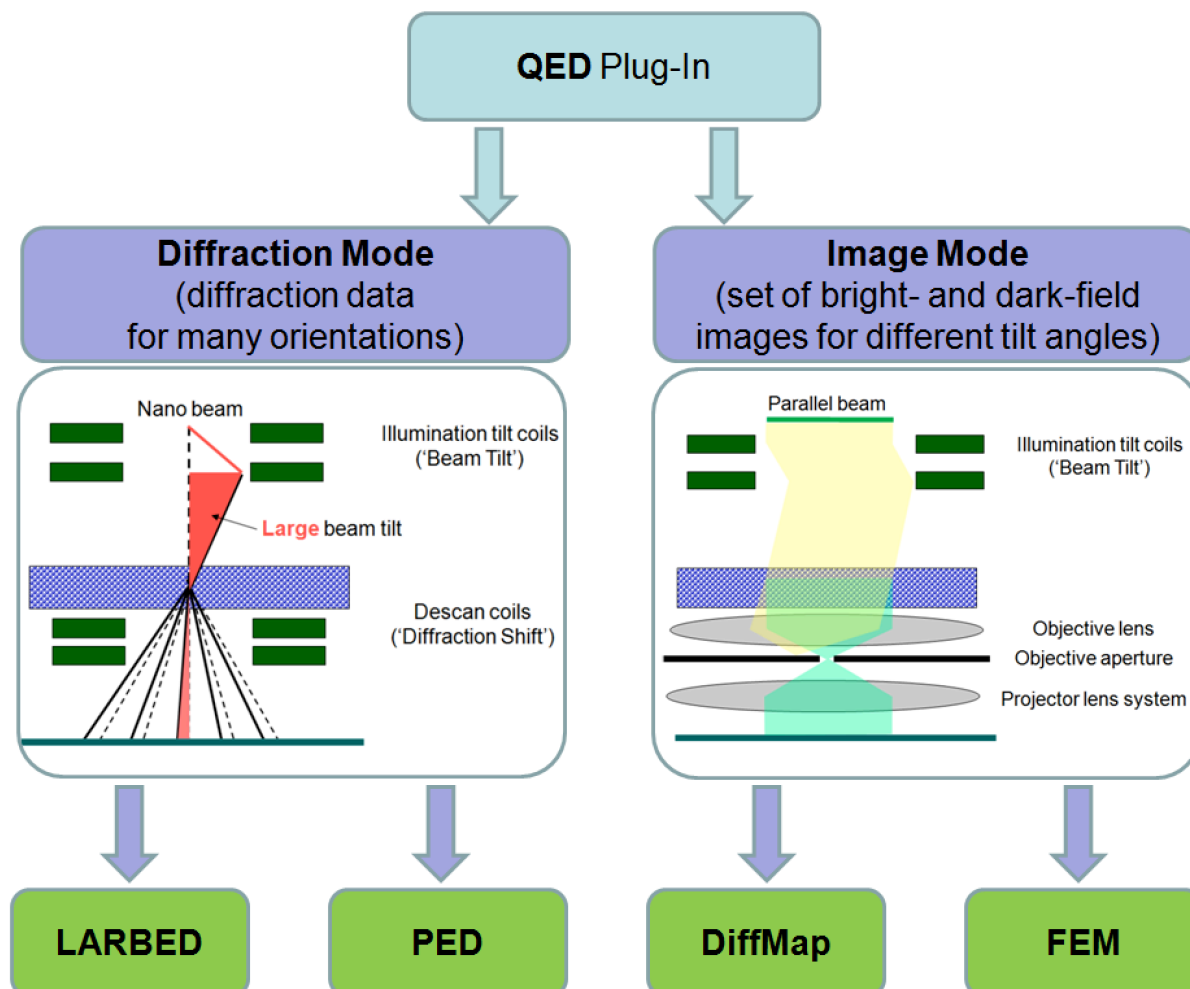 QED Plug-In
Diffraction Mode
(diffraction data
for many orientations)
Nano beam
Illumination tilt coils
(‘Beam Tilt’)
Large beam tilt
Descan coils
(‘Diffraction Shift’)
Image Mode
(set of bright- and dark-field
images for different tilt angles)
Parallel beam
Illumination tilt coils
(‘Beam Tilt’)
Objective lens
Objective aperture
Projector lens system
LARBED
PED
DiffMap
FEM